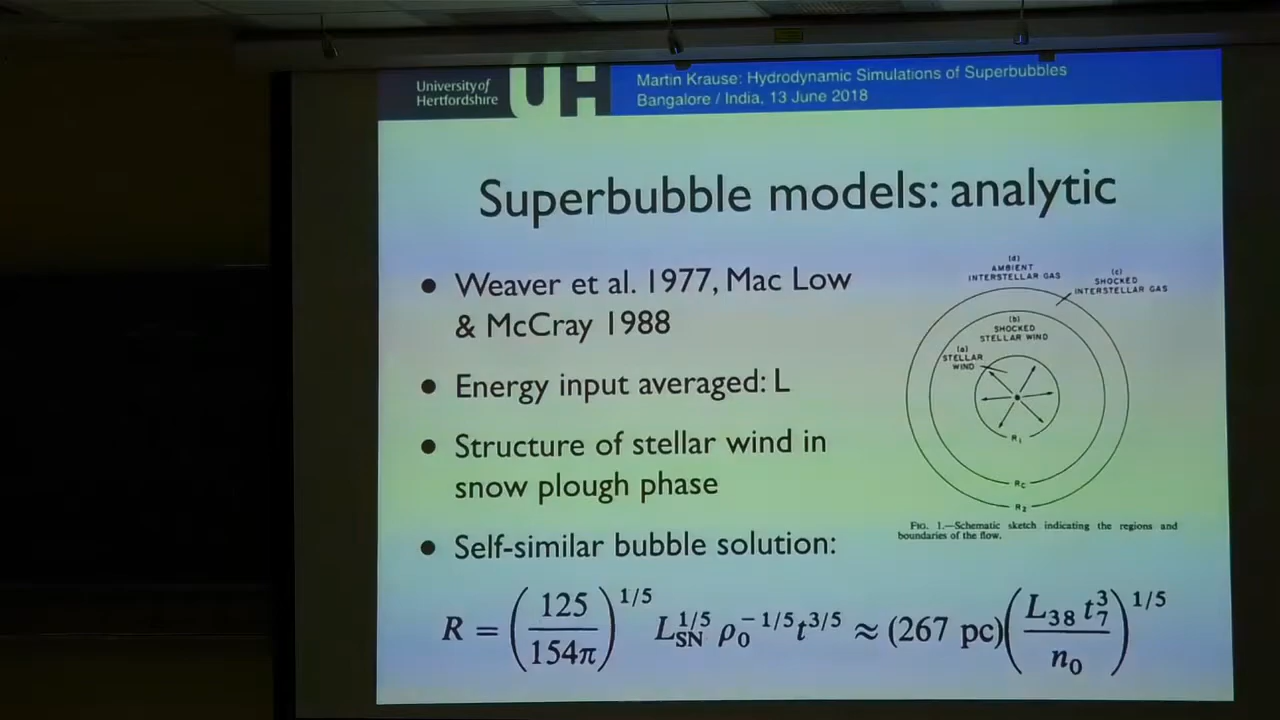 University of
Hertfordshire
UH
Martin Krause: Hydrodynamic Simulations of Superbubbles
Bangalore / India, 13 June 2018
Superbubble models: analytic
• Weaver et al. 1977, Mac Low
& McCray 1988
• Energy input averaged: L
• Structure of stellar wind in
snow plough phase
• Self-similar bubble solution:
(d)
AMBIENT
INTERSTELLAR GAS
(c)
SHOCKED
INTERSTELLAR GAS
(b)
SHOCKED
STELLAR WIND
(a)
STELLAR
WIND
R₁
R_C
R₂
FIG. 1.—Schematic sketch indicating the regions and
boundaries of the flow.
R = (125/154π)^1/5 L_SN^1/5 ρ₀^−1/5 t^3/5 ≈ (267 pc)(L₃₈ t₇³/n₀)^1/5